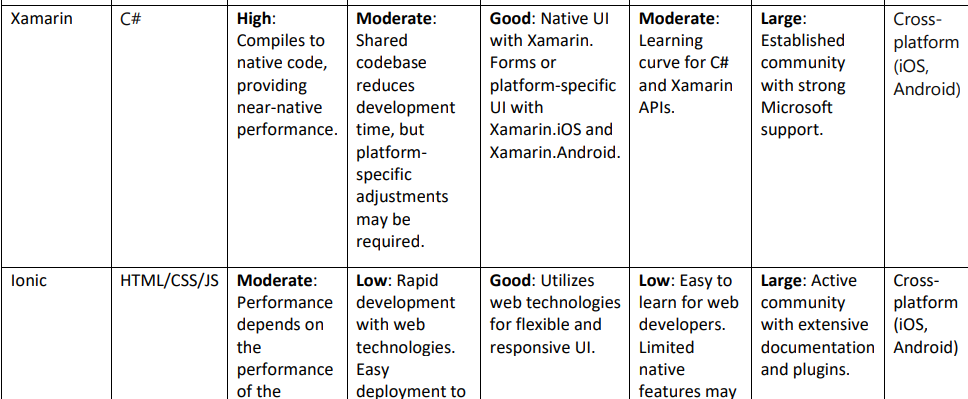 Xamarin
C#
High:
Compiles to
native code,
providing
near-native
performance.
Moderate:
Shared
codebase
reduces
development
time, but
platform-
specific
adjustments
may be
required.
Good: Native UI
with Xamarin.
Forms or
platform-specific
UI with
Xamarin.iOS and
Xamarin.Android.
Moderate:
Learning
curve for C#
and Xamarin
APIs.
Large:
Established
community
with strong
Microsoft
support.
Cross-
platform
(iOS,
Android)
Ionic
HTML/CSS/JS
Moderate:
Performance
depends on
the
performance
of the
Low: Rapid
development
with web
technologies.
Easy
deployment to
Good: Utilizes
web technologies
for flexible and
responsive UI.
Low: Easy to
learn for web
developers.
Limited
native
features may
Large: Active
community
with extensive
documentation
and plugins.
Cross-
platform
(iOS,
Android)